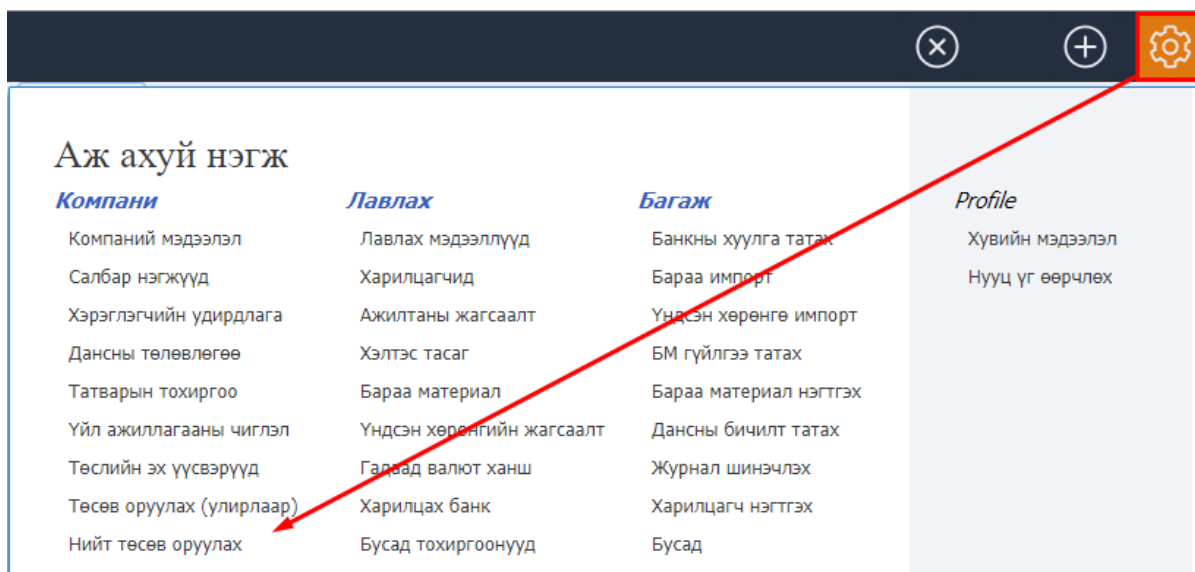 Аж ахуй нэгж
Компани
Компаний мэдээлэл
Салбар нэгжүүд
Хэрэглэгчийн удирдлага
Дансны төлөвлөгөө
Татварын тохиргоо
Үйл ажиллагааны чиглэл
Төслийн эх үүсвэрүүд
Төсөв оруулах (улирлаар)
Нийт төсөв оруулах
Лавлах
Лавлах мэдээллүүд
Харилцагчид
Ажилтаны жагсаалт
Хэлтэс тасаг
Бараа материал
Үндсэн хөрөнгийн жагсаалт
Гадаад валют ханш
Харилцах банк
Бусад тохиргоонууд
Багаж
Банкны хуулга татах
Бараа импорт
Үндсэн хөрөнгө импорт
БМ гүйлгээ татах
Бараа материал нэгтгэх
Дансны бичилт татах
Журнал шинэчлэх
Харилцагч нэгтгэх
Бусад
Profile
Хувийн мэдээлэл
Нууц үг өөрчлөх